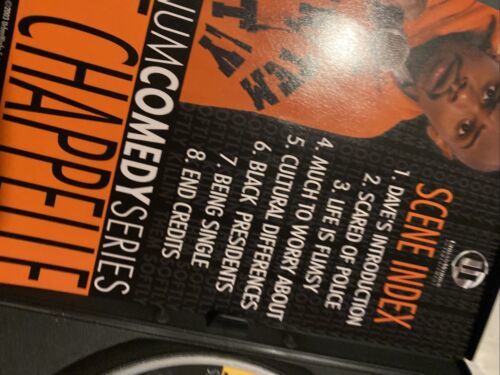 SCENE INDEX
1. DAVE'S INTRODUCTION
2. SCARED OF POLICE
3. LIFE IS FLIMSY
4. MUCH TO WORRY ABOUT
5. CULTURAL DIFFERENCES
6. BLACK PRESIDENTS
7. BEING SINGLE
8. END CREDITS
COMEDY SERIES
CHAPPELLE
©2003